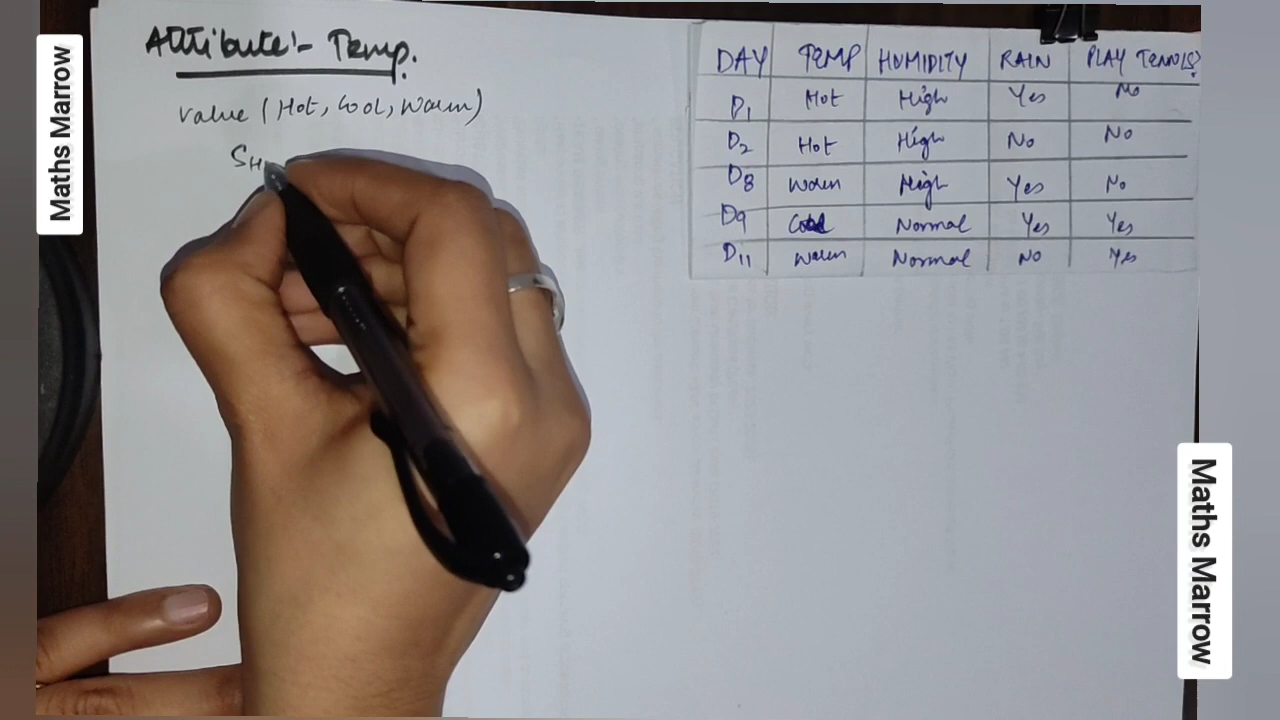 Maths Marrow
Attribute:- Temp.
value (Hot, Cool, Warm)
SH
DAY TEMP HUMIDITY RAIN PLAY TENNIS?
D1 Hot High Yes No
D2 Hot High No No
D8 Warm High Yes No
D9 Cool Normal Yes Yes
D11 Warm Normal No Yes
Maths Marrow